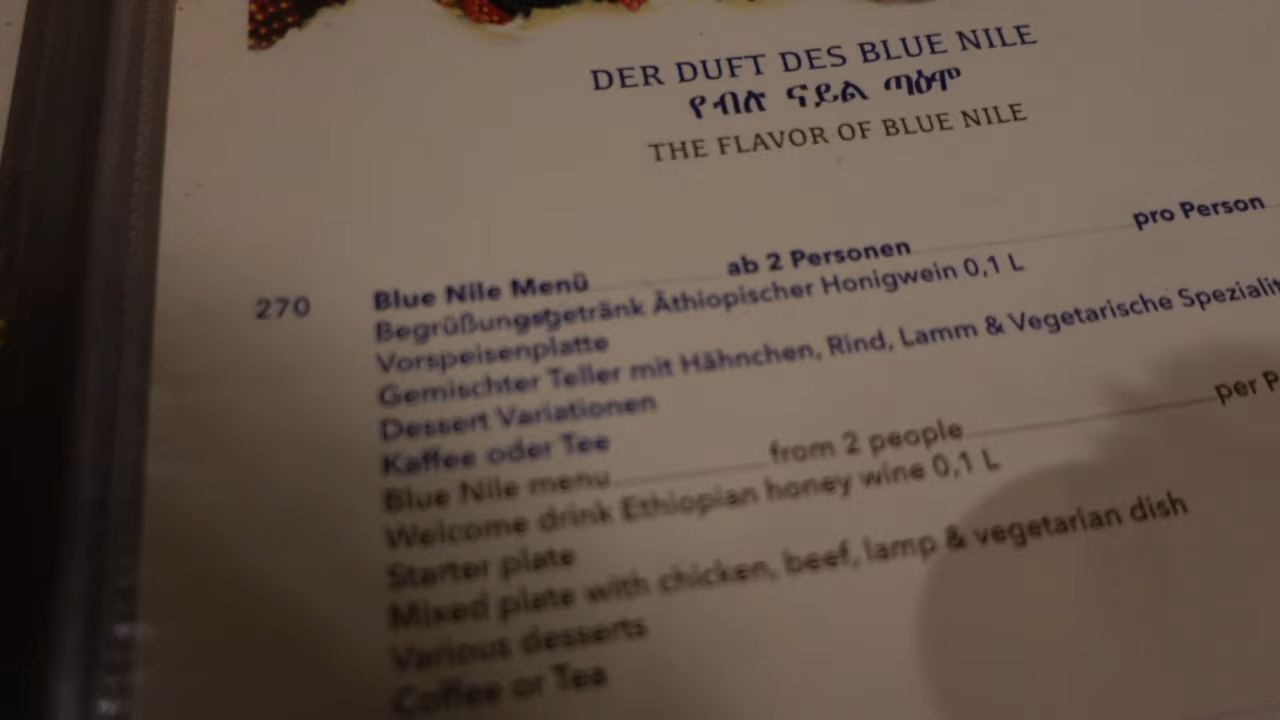 DER DUFT DES BLUE NILE
የብሉ ናይል ጣዕሞ
THE FLAVOR OF BLUE NILE
270 Blue Nile Menü ab 2 Personen pro Person
Begrüßungsgetränk Äthiopischer Honigwein 0,1 L
Vorspeisenplatte
Gemischter Teller mit Hähnchen, Rind, Lamm & Vegetarische Spezialit
Dessert Variationen
Kaffee oder Tee
Blue Nile menu from 2 people per P
Welcome drink Ethiopian honey wine 0,1 L
Starter plate
Mixed plate with chicken, beef, lamp & vegetarian dish
Various desserts
Coffee or Tea